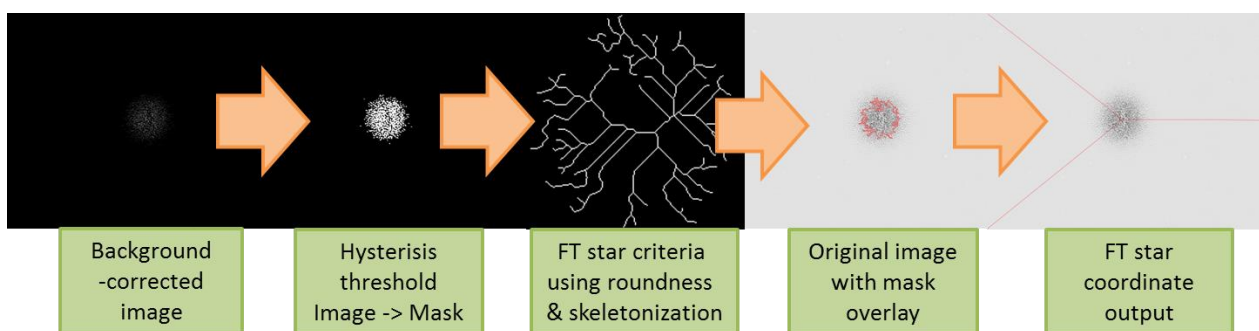 Background
-corrected
image
Hysterisis
threshold
Image -> Mask
FT star criteria
using roundness
& skeletonization
Original image
with mask
overlay
FT star
coordinate
output